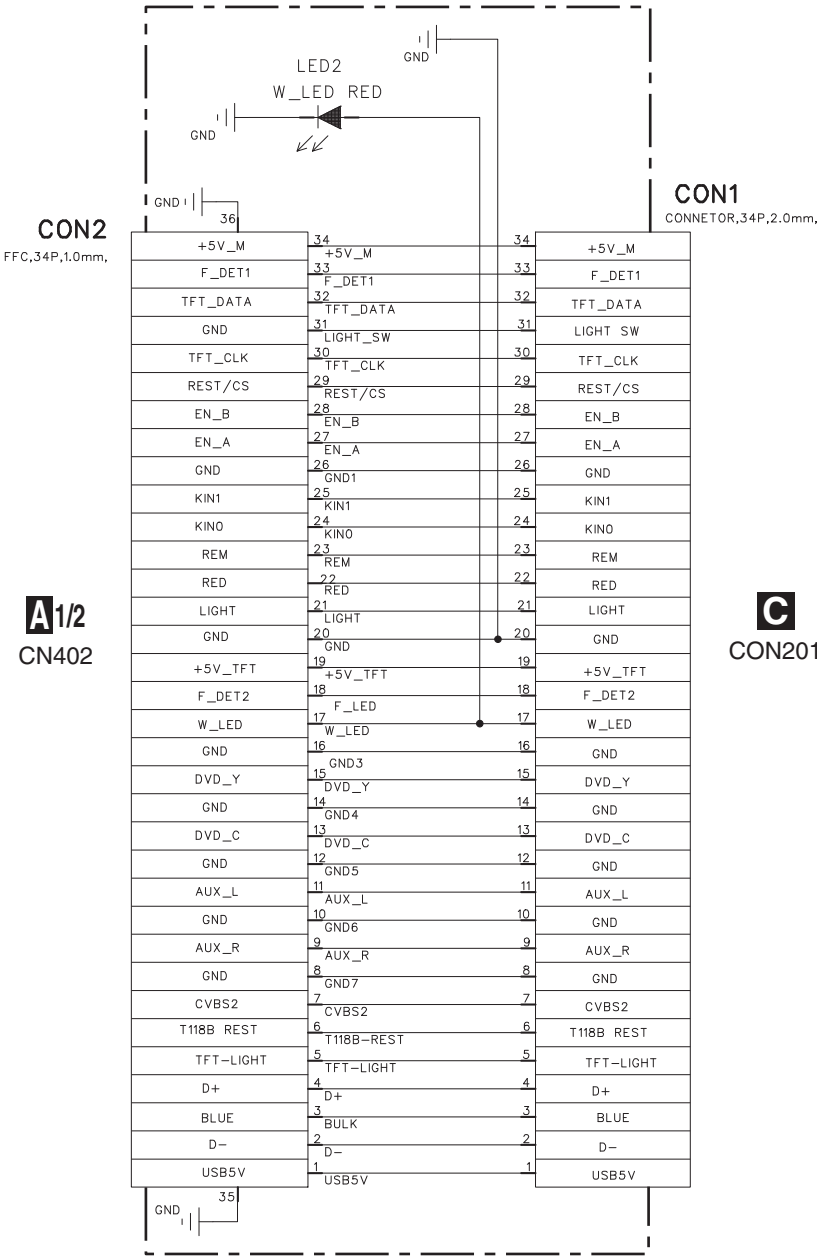 GND
LED2
W_LED RED
GND
GND
36
CON2
FFC,34P,1.0mm,
CON1
CONNETOR,34P,2.0mm,
+5V_M 34 +5V_M 34 +5V_M
F_DET1 33 F_DET1 33 F_DET1
TFT_DATA 32 TFT_DATA 32 TFT_DATA
GND 31 LIGHT_SW 31 LIGHT SW
TFT_CLK 30 TFT_CLK 30 TFT_CLK
REST/CS 29 REST/CS 29 REST/CS
EN_B 28 EN_B 28 EN_B
EN_A 27 EN_A 27 EN_A
GND 26 GND1 26 GND
KIN1 25 KIN1 25 KIN1
KIN0 24 KIN0 24 KIN0
REM 23 REM 23 REM
RED 22 RED 22 RED
LIGHT 21 LIGHT 21 LIGHT
GND 20 GND 20 GND
+5V_TFT 19 +5V_TFT 19 +5V_TFT
F_DET2 18 F_LED 18 F_DET2
W_LED 17 W_LED 17 W_LED
GND 16 GND3 16 GND
DVD_Y 15 DVD_Y 15 DVD_Y
GND 14 GND4 14 GND
DVD_C 13 DVD_C 13 DVD_C
GND 12 GND5 12 GND
AUX_L 11 AUX_L 11 AUX_L
GND 10 GND6 10 GND
AUX_R 9 AUX_R 9 AUX_R
GND 8 GND7 8 GND
CVBS2 7 CVBS2 7 CVBS2
T118B REST 6 T118B-REST 6 T118B REST
TFT-LIGHT 5 TFT-LIGHT 5 TFT-LIGHT
D+ 4 D+ 4 D+
BLUE 3 BULK 3 BLUE
D- 2 D- 2 D-
USB5V 1 USB5V 1 USB5V
35
GND
A 1/2
CN402
C
CON201